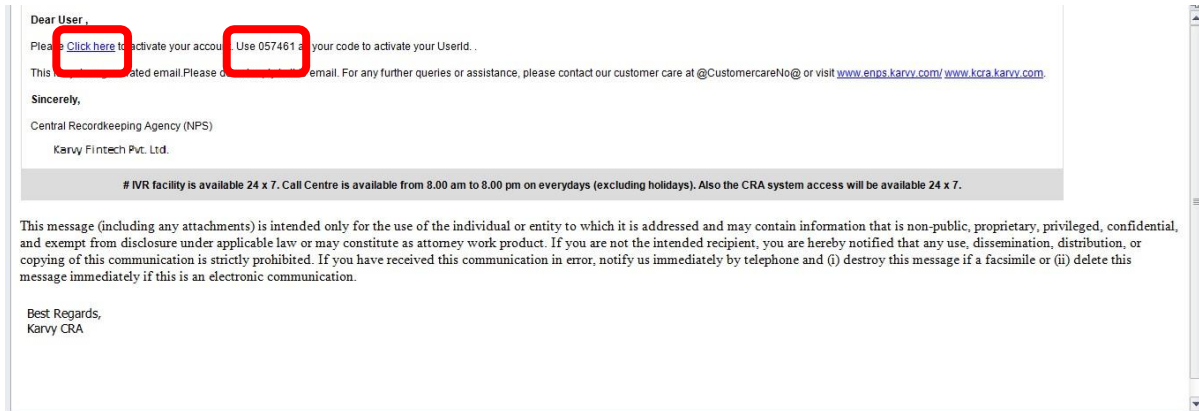 Dear User ,
Click here to activate your account. Use 057461 your code to activate your UserId. .
This email.Please email. For any further queries or assistance, please contact our customer care at @CustomercareNo@ or visit www.enps.karvy.com/ www.kcra.karvy.com.
Sincerely,
Central Recordkeeping Agency (NPS)
Karvy Fintech Pvt. Ltd.
# IVR facility is available 24 x 7. Call Centre is available from 8.00 am to 8.00 pm on everydays (excluding holidays). Also the CRA system access will be available 24 x 7.
This message (including any attachments) is intended only for the use of the individual or entity to which it is addressed and may contain information that is non-public, proprietary, privileged, confidential,
and exempt from disclosure under applicable law or may constitute as attorney work product. If you are not the intended recipient, you are hereby notified that any use, dissemination, distribution, or
copying of this communication is strictly prohibited. If you have received this communication in error, notify us immediately by telephone and (i) destroy this message if a facsimile or (ii) delete this
message immediately if this is an electronic communication.
Best Regards,
Karvy CRA